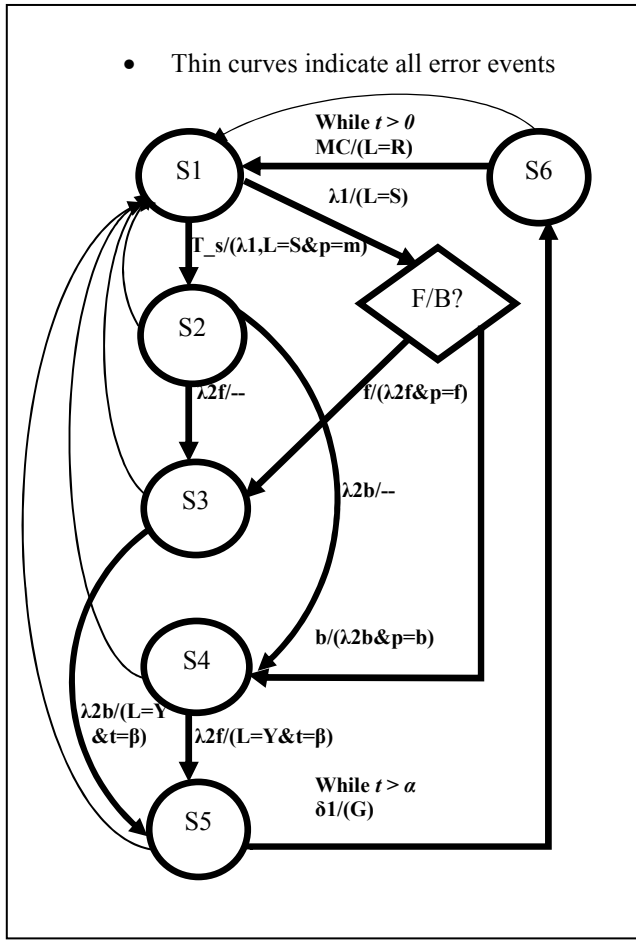 • Thin curves indicate all error events
While t > 0
MC/(L=R)
S1
S6
λ1/(L=S)
T_s/(λ1,L=S&p=m)
F/B?
S2
λ2f/--
f/(λ2f&p=f)
S3
λ2b/--
b/(λ2b&p=b)
S4
λ2b/(L=Y
&t=β)
λ2f/(L=Y&t=β)
While t > α
δ1/(G)
S5